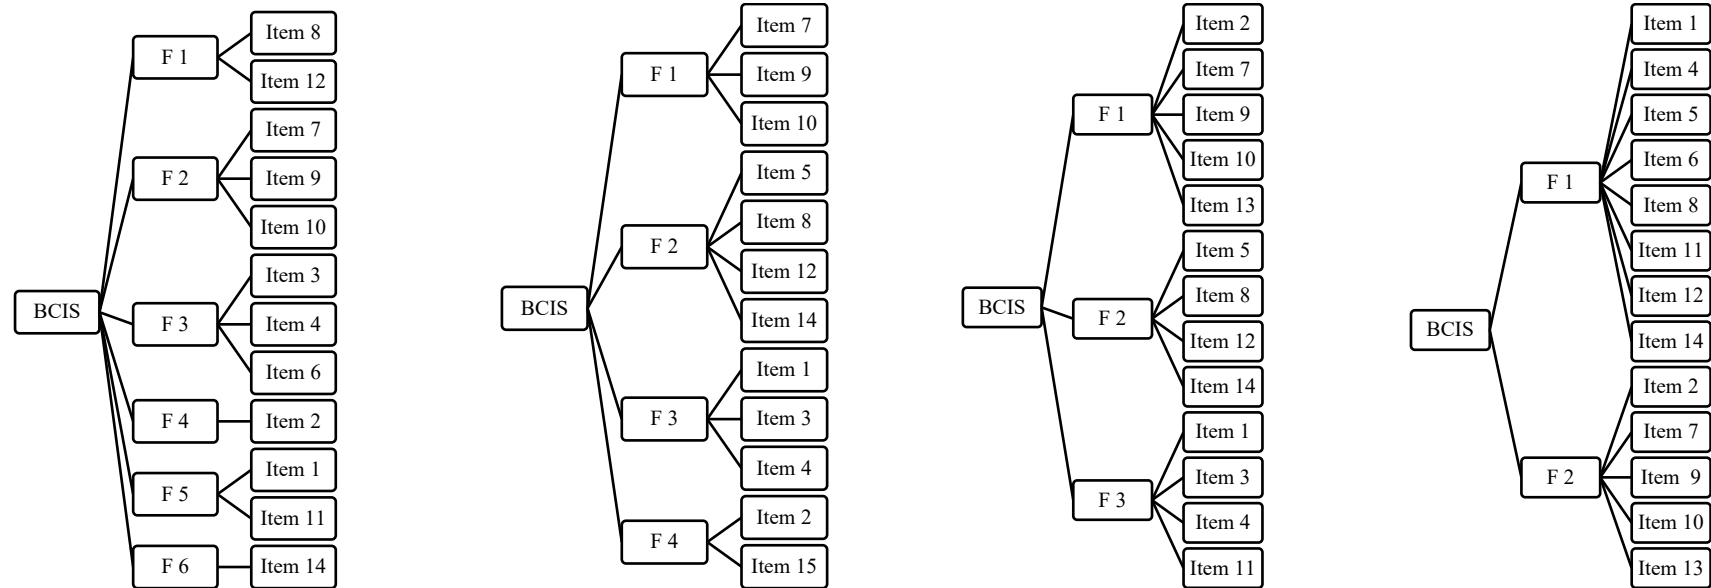 BCIS
F 1
Item 8
Item 12
F 2
Item 7
Item 9
Item 10
F 3
Item 3
Item 4
Item 6
F 4
Item 2
F 5
Item 1
Item 11
F 6
Item 14
BCIS
F 1
Item 7
Item 9
Item 10
F 2
Item 5
Item 8
Item 12
Item 14
F 3
Item 1
Item 3
Item 4
F 4
Item 2
Item 15
BCIS
F 1
Item 2
Item 7
Item 9
Item 10
Item 13
F 2
Item 5
Item 8
Item 12
Item 14
F 3
Item 1
Item 3
Item 4
Item 11
BCIS
F 1
Item 1
Item 4
Item 5
Item 6
Item 8
Item 11
Item 12
Item 14
F 2
Item 2
Item 7
Item 9
Item 10
Item 13